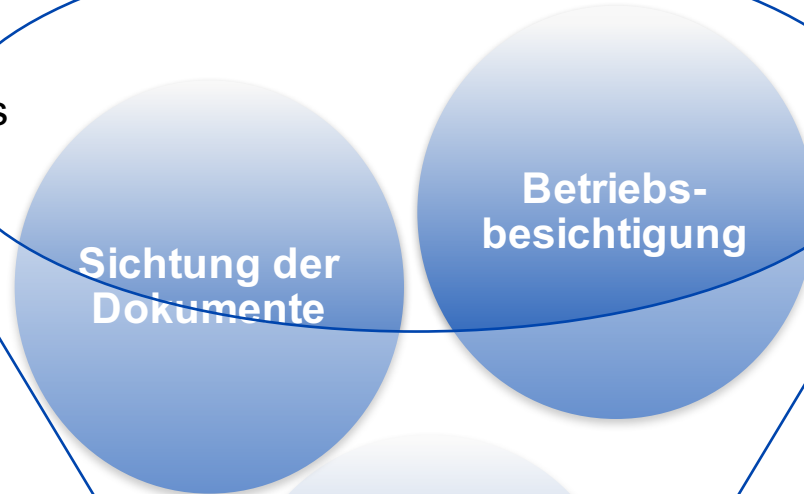 s
Betriebs-
besichtigung
Sichtung der
Dokumente